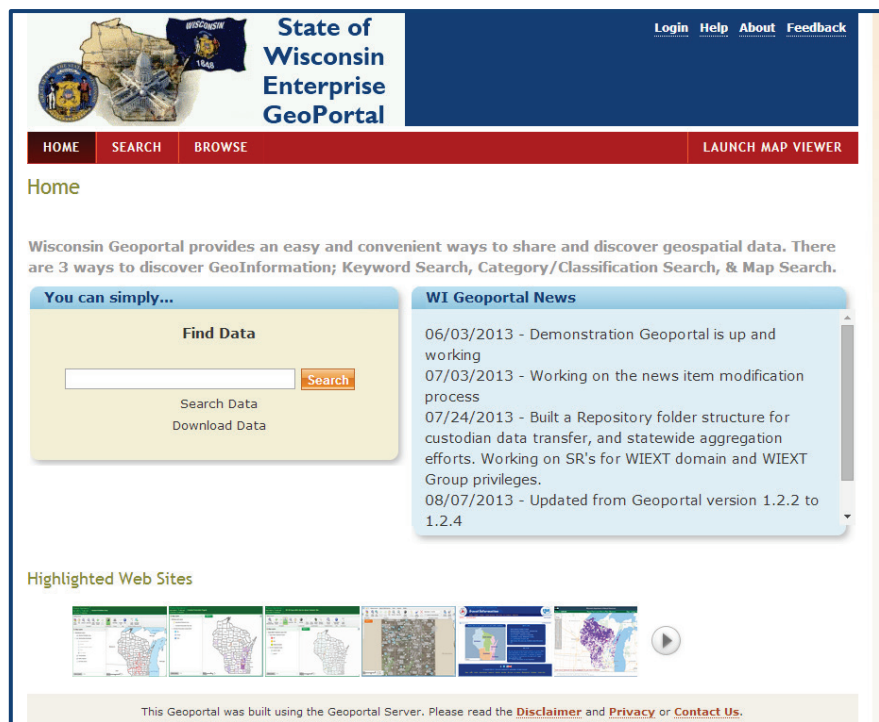 WISCONSIN
1848
State of
Wisconsin
Enterprise
GeoPortal
Login Help About Feedback
HOME SEARCH BROWSE LAUNCH MAP VIEWER
Home
Wisconsin Geoportal provides an easy and convenient ways to share and discover geospatial data. There
are 3 ways to discover GeoInformation; Keyword Search, Category/Classification Search, & Map Search.
You can simply...
Find Data
Search
Search Data
Download Data
WI Geoportal News
06/03/2013 - Demonstration Geoportal is up and
working
07/03/2013 - Working on the news item modification
process
07/24/2013 - Built a Repository folder structure for
custodian data transfer, and statewide aggregation
efforts. Working on SR's for WIEXT domain and WIEXT
Group privileges.
08/07/2013 - Updated from Geoportal version 1.2.2 to
1.2.4
Highlighted Web Sites
This Geoportal was built using the Geoportal Server. Please read the Disclaimer and Privacy or Contact Us.